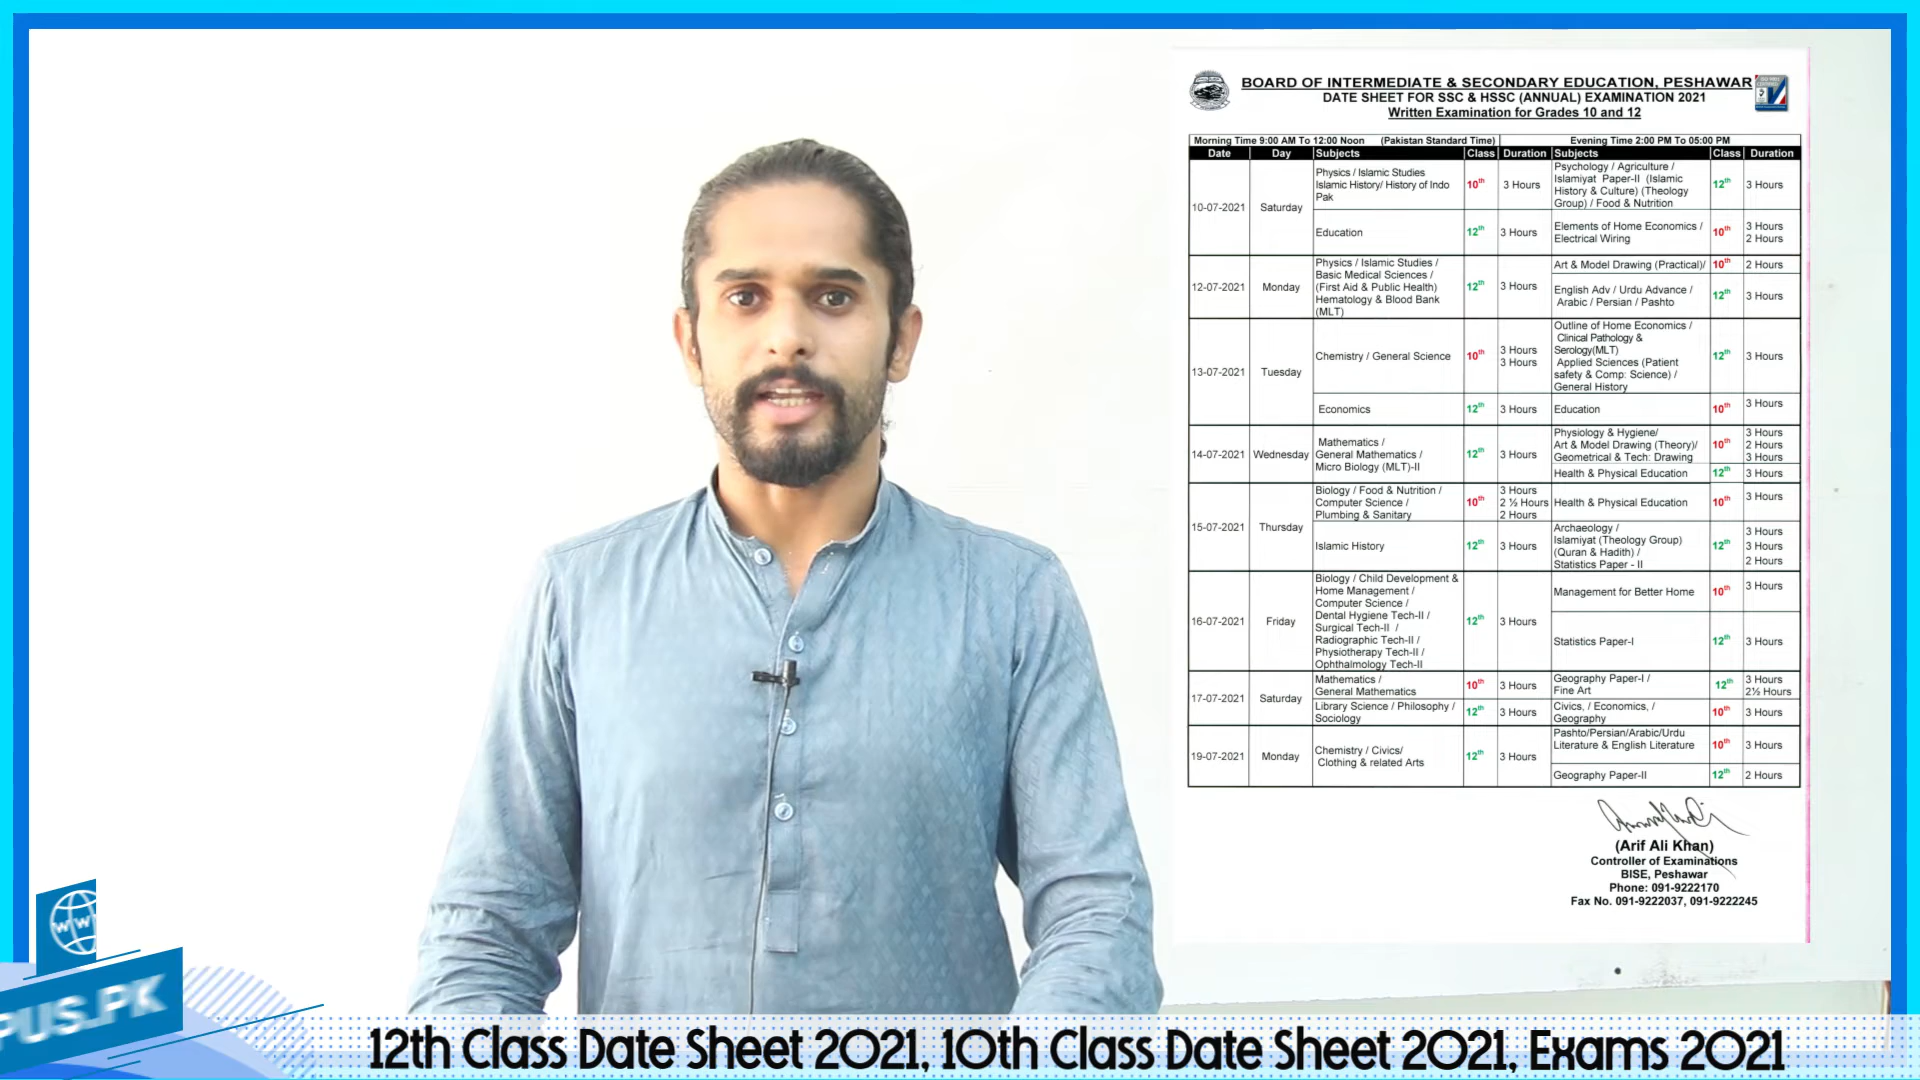 BOARD OF INTERMEDIATE & SECONDARY EDUCATION, PESHAWAR
DATE SHEET FOR SSC & HSSC (ANNUAL) EXAMINATION 2021
Written Examination for Grades 10 and 12
Morning Time 9:00 AM To 12:00 Noon (Pakistan Standard Time) Evening Time 2:00 PM To 05:00 PM
Date Day Subjects Class Duration Subjects Class Duration
10-07-2021 Saturday
Physics / Islamic Studies
Islamic History/ History of Indo
Pak
10th 3 Hours
Psychology / Agriculture /
Islamiyat Paper-II (Islamic
History & Culture) (Theology
Group) / Food & Nutrition
12th 3 Hours
Education 12th 3 Hours
Elements of Home Economics /
Electrical Wiring
10th
3 Hours
2 Hours
12-07-2021 Monday
Physics / Islamic Studies /
Basic Medical Sciences /
(First Aid & Public Health)
Hematology & Blood Bank
(MLT)
12th 3 Hours
Art & Model Drawing (Practical)/ 10th 2 Hours
English Adv / Urdu Advance /
Arabic / Persian / Pashto
12th 3 Hours
13-07-2021 Tuesday
Chemistry / General Science 10th
3 Hours
3 Hours
Outline of Home Economics /
Clinical Pathology &
Serology(MLT)
Applied Sciences (Patient
safety & Comp: Science) /
General History
12th 3 Hours
Economics 12th 3 Hours Education 10th 3 Hours
14-07-2021 Wednesday
Mathematics /
General Mathematics /
Micro Biology (MLT)-II
12th 3 Hours
Physiology & Hygiene/
Art & Model Drawing (Theory)/
Geometrical & Tech: Drawing
10th
3 Hours
2 Hours
3 Hours
Health & Physical Education 12th 3 Hours
15-07-2021 Thursday
Biology / Food & Nutrition /
Computer Science /
Plumbing & Sanitary
10th
3 Hours
2 ½ Hours
2 Hours
Health & Physical Education 10th 3 Hours
Islamic History 12th 3 Hours
Archaeology /
Islamiyat (Theology Group)
(Quran & Hadith) /
Statistics Paper - II
12th
3 Hours
3 Hours
2 Hours
16-07-2021 Friday
Biology / Child Development &
Home Management /
Computer Science /
Dental Hygiene Tech-II /
Surgical Tech-II /
Radiographic Tech-II /
Physiotherapy Tech-II /
Ophthalmology Tech-II
12th 3 Hours
Management for Better Home 10th 3 Hours
Statistics Paper-I 12th 3 Hours
17-07-2021 Saturday
Mathematics /
General Mathematics
10th 3 Hours
Geography Paper-I /
Fine Art
12th
3 Hours
2½ Hours
Library Science / Philosophy /
Sociology
12th 3 Hours
Civics, / Economics, /
Geography
10th 3 Hours
19-07-2021 Monday
Chemistry / Civics/
Clothing & related Arts
12th 3 Hours
Pashto/Persian/Arabic/Urdu
Literature & English Literature
10th 3 Hours
Geography Paper-II 12th 2 Hours
(Arif Ali Khan)
Controller of Examinations
BISE, Peshawar
Phone: 091-9222170
Fax No. 091-9222037, 091-9222245
WW
PUS.PK
12th Class Date Sheet 2021, 10th Class Date Sheet 2021, Exams 2021